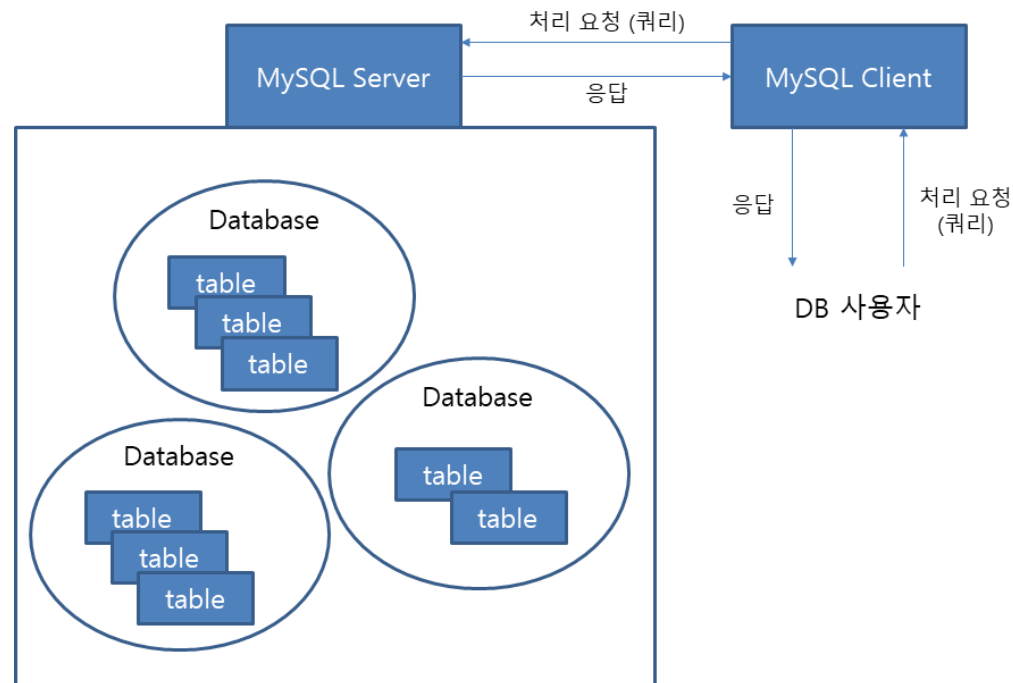 처리 요청 (쿼리)
MySQL Server
MySQL Client
응답
응답
처리 요청
(쿼리)
DB 사용자
Database
table
table
table
Database
table
table
Database
table
table
table